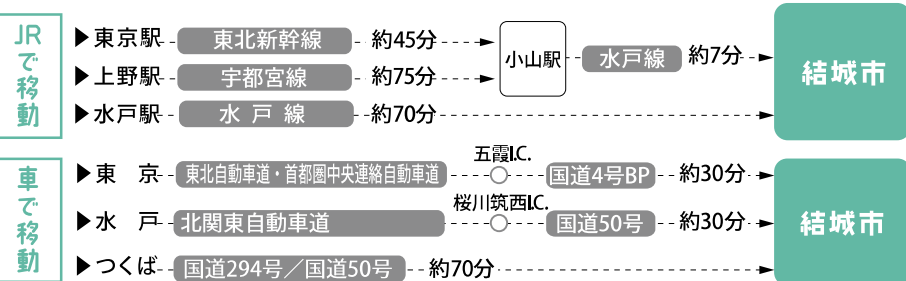 JRで移動
▶東京駅 東北新幹線 約45分
▶上野駅 宇都宮線 約75分
小山駅 水戸線 約7分
▶水戸駅 水戸線 約70分
結城市
車で移動
▶東京 東北自動車道・首都圏中央連絡自動車道 五霞I.C. 国道4号BP 約30分
▶水戸 北関東自動車道 桜川筑西I.C. 国道50号 約30分
▶つくば 国道294号／国道50号 約70分
結城市